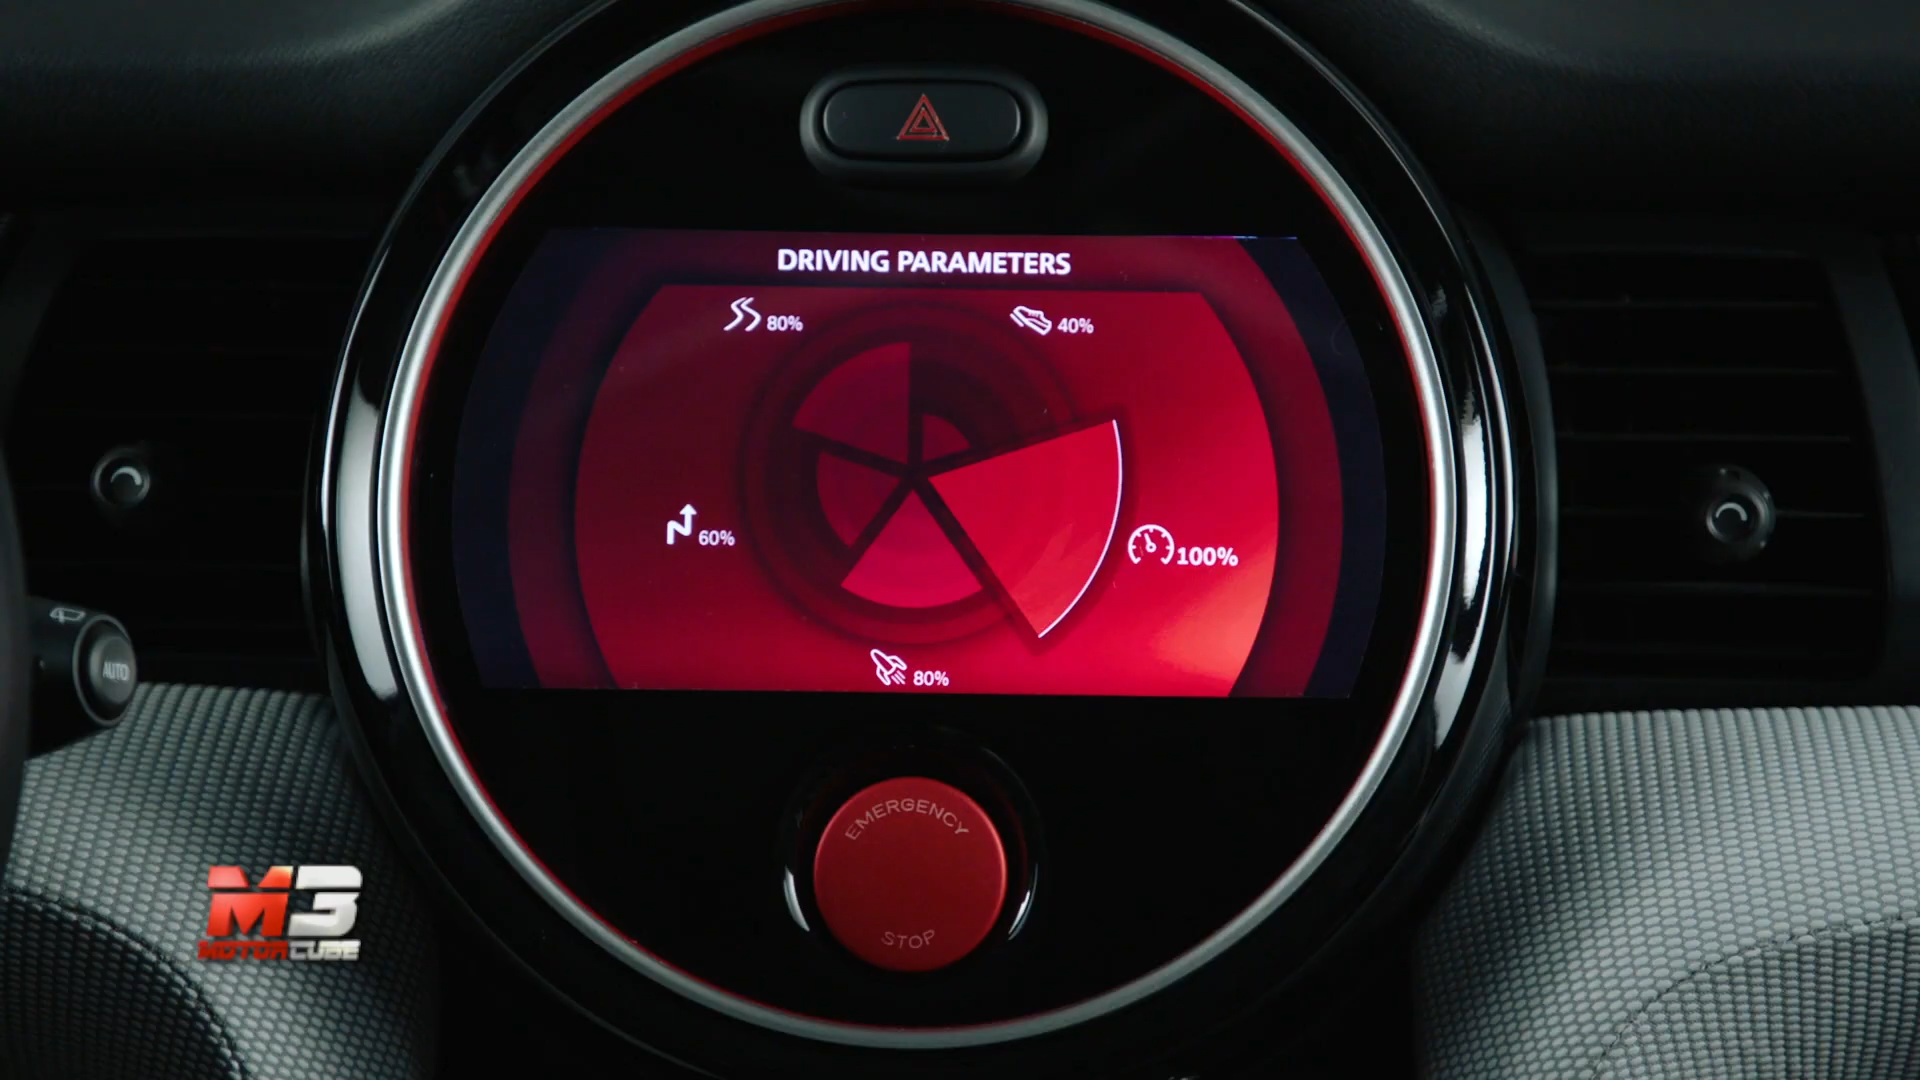 DRIVING PARAMETERS
80%
40%
60%
100%
80%
AUTO
EMERGENCY
STOP
M3
MOTORCUBE